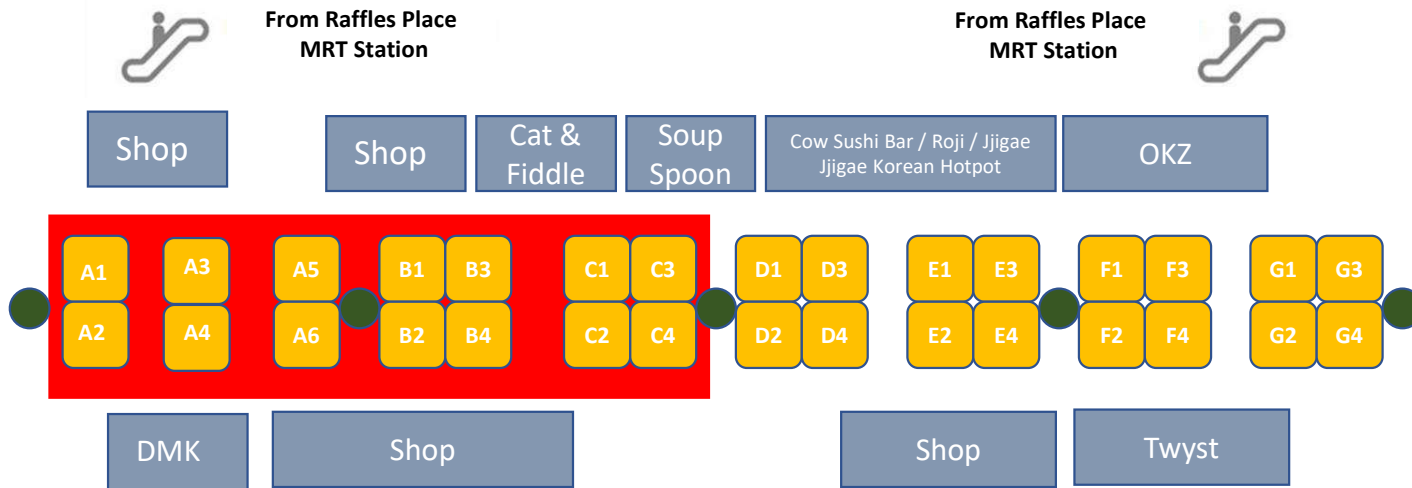 From Raffles Place
MRT Station
From Raffles Place
MRT Station
Shop
Shop
Cat &
Fiddle
Soup
Spoon
Cow Sushi Bar / Roji / Jjigae
Jjigae Korean Hotpot
OKZ
A1
A3
A5
B1
B3
C1
C3
D1
D3
E1
E3
F1
F3
G1
G3
A2
A4
A6
B2
B4
C2
C4
D2
D4
E2
E4
F2
F4
G2
G4
DMK
Shop
Shop
Twyst